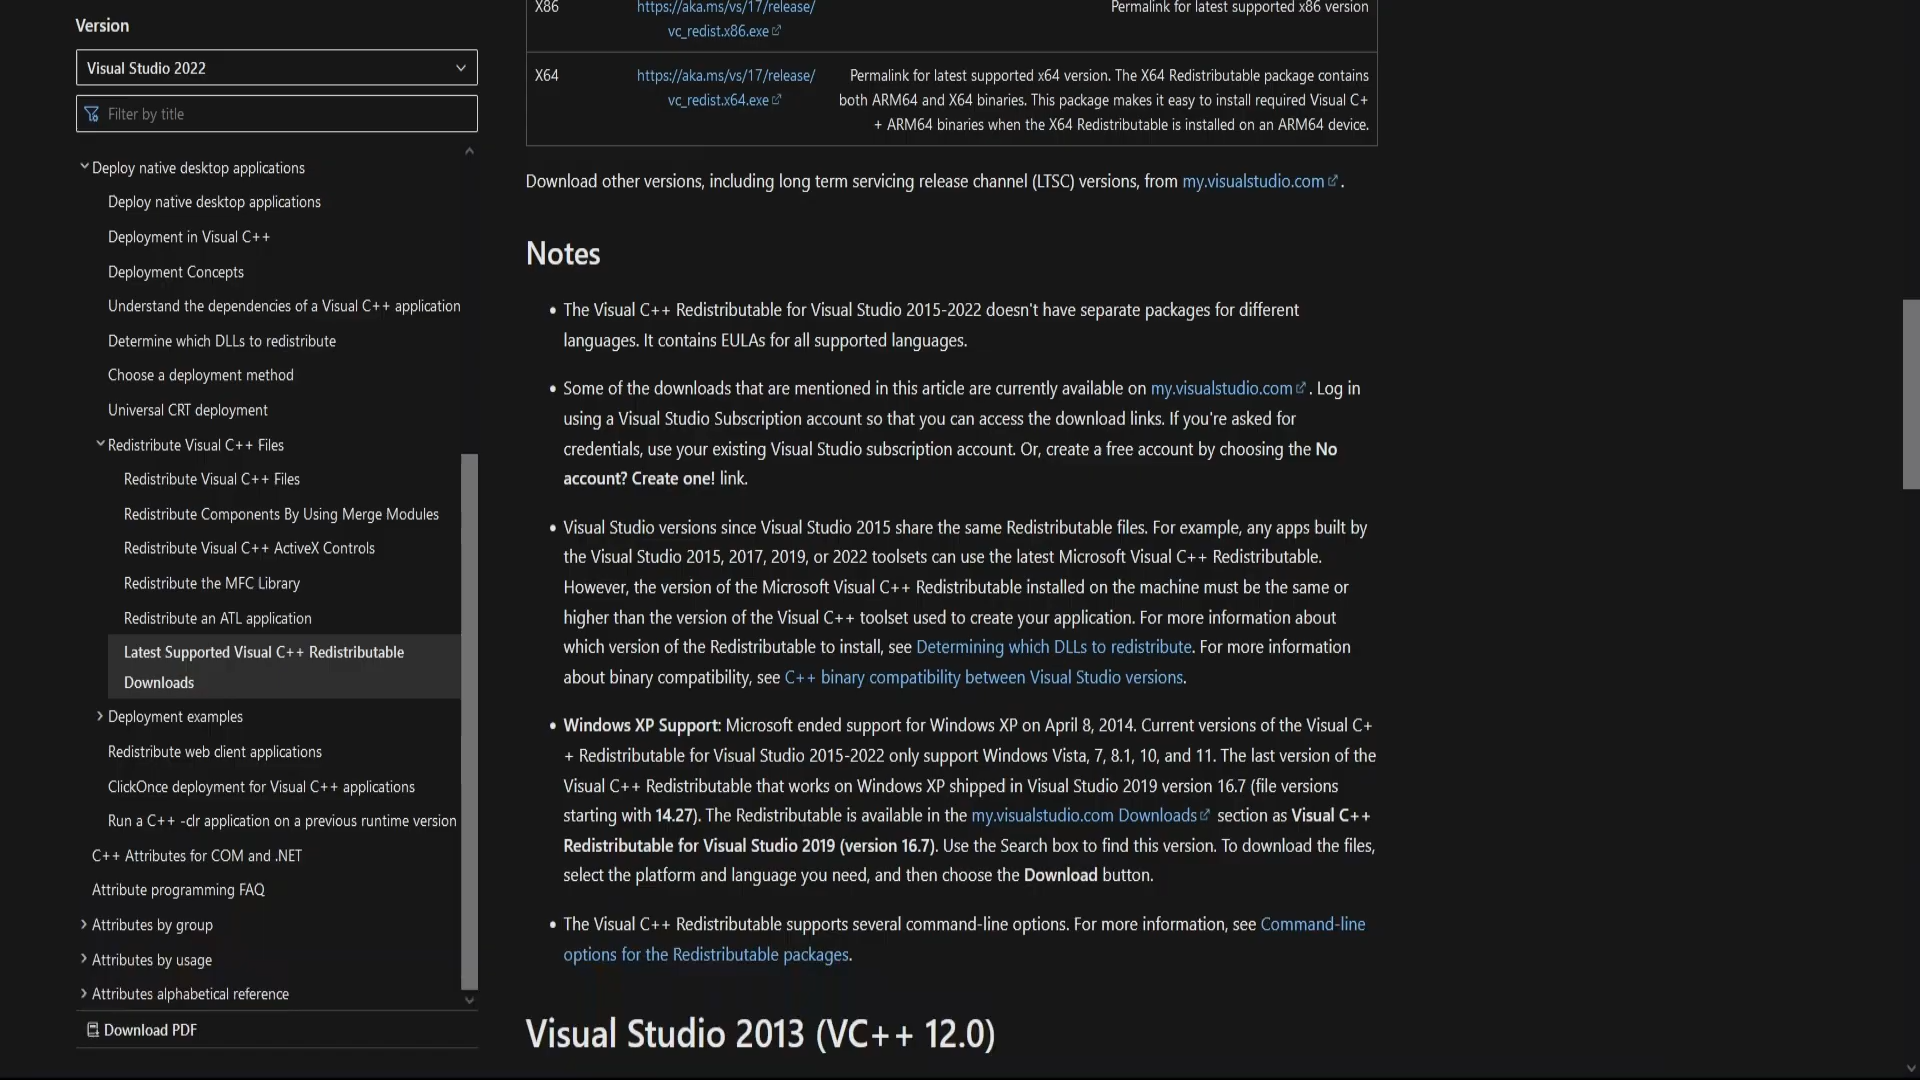 Version
Visual Studio 2022
Filter by title
Deploy native desktop applications
Deploy native desktop applications
Deployment in Visual C++
Deployment Concepts
Understand the dependencies of a Visual C++ application
Determine which DLLs to redistribute
Choose a deployment method
Universal CRT deployment
Redistribute Visual C++ Files
Redistribute Visual C++ Files
Redistribute Components By Using Merge Modules
Redistribute Visual C++ ActiveX Controls
Redistribute the MFC Library
Redistribute an ATL application
Latest Supported Visual C++ Redistributable
Downloads
Deployment examples
Redistribute web client applications
ClickOnce deployment for Visual C++ applications
Run a C++ -clr application on a previous runtime version
C++ Attributes for COM and .NET
Attribute programming FAQ
Attributes by group
Attributes by usage
Attributes alphabetical reference
Download PDF
X86 https://aka.ms/vs/17/release/ Permalink for latest supported x86 version
vc_redist.x86.exe
X64 https://aka.ms/vs/17/release/ Permalink for latest supported x64 version. The X64 Redistributable package contains
vc_redist.x64.exe both ARM64 and X64 binaries. This package makes it easy to install required Visual C+
+ ARM64 binaries when the X64 Redistributable is installed on an ARM64 device.
Download other versions, including long term servicing release channel (LTSC) versions, from my.visualstudio.com .
Notes
• The Visual C++ Redistributable for Visual Studio 2015-2022 doesn't have separate packages for different
languages. It contains EULAs for all supported languages.
• Some of the downloads that are mentioned in this article are currently available on my.visualstudio.com . Log in
using a Visual Studio Subscription account so that you can access the download links. If you're asked for
credentials, use your existing Visual Studio subscription account. Or, create a free account by choosing the No
account? Create one! link.
• Visual Studio versions since Visual Studio 2015 share the same Redistributable files. For example, any apps built by
the Visual Studio 2015, 2017, 2019, or 2022 toolsets can use the latest Microsoft Visual C++ Redistributable.
However, the version of the Microsoft Visual C++ Redistributable installed on the machine must be the same or
higher than the version of the Visual C++ toolset used to create your application. For more information about
which version of the Redistributable to install, see Determining which DLLs to redistribute. For more information
about binary compatibility, see C++ binary compatibility between Visual Studio versions.
• Windows XP Support: Microsoft ended support for Windows XP on April 8, 2014. Current versions of the Visual C+
+ Redistributable for Visual Studio 2015-2022 only support Windows Vista, 7, 8.1, 10, and 11. The last version of the
Visual C++ Redistributable that works on Windows XP shipped in Visual Studio 2019 version 16.7 (file versions
starting with 14.27). The Redistributable is available in the my.visualstudio.com Downloads section as Visual C++
Redistributable for Visual Studio 2019 (version 16.7). Use the Search box to find this version. To download the files,
select the platform and language you need, and then choose the Download button.
• The Visual C++ Redistributable supports several command-line options. For more information, see Command-line
options for the Redistributable packages.
Visual Studio 2013 (VC++ 12.0)